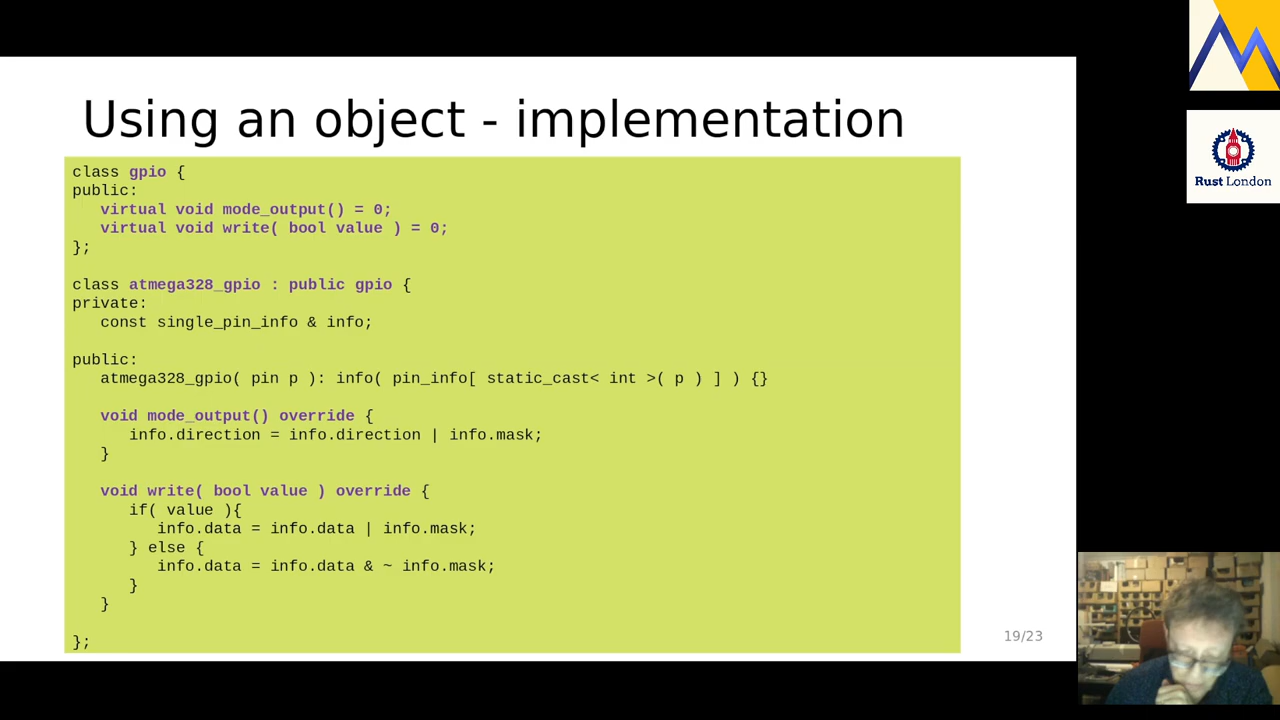 Using an object - implementation
class gpio {
public:
   virtual void mode_output() = 0;
   virtual void write( bool value ) = 0;
};

class atmega328_gpio : public gpio {
private:
   const single_pin_info & info;

public:
   atmega328_gpio( pin p ): info( pin_info[ static_cast< int >( p ) ] ) {}

   void mode_output() override {
      info.direction = info.direction | info.mask;
   }

   void write( bool value ) override {
      if( value ){
         info.data = info.data | info.mask;
      } else {
         info.data = info.data & ~ info.mask;
      }
   }

};
19/23
Rust London